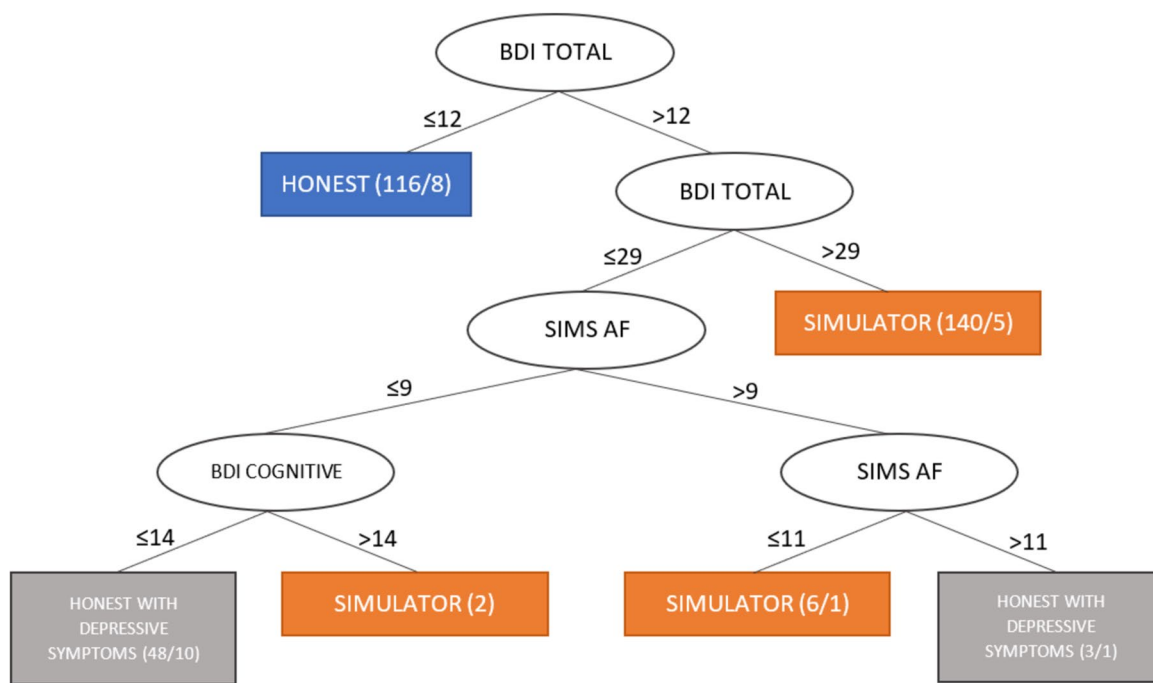 BDI TOTAL
≤12
>12
HONEST (116/8)
BDI TOTAL
≤29
>29
SIMS AF
SIMULATOR (140/5)
≤9
>9
BDI COGNITIVE
SIMS AF
≤14
>14
≤11
>11
HONEST WITH
DEPRESSIVE
SYMPTOMS (48/10)
SIMULATOR (2)
SIMULATOR (6/1)
HONEST WITH
DEPRESSIVE
SYMPTOMS (3/1)